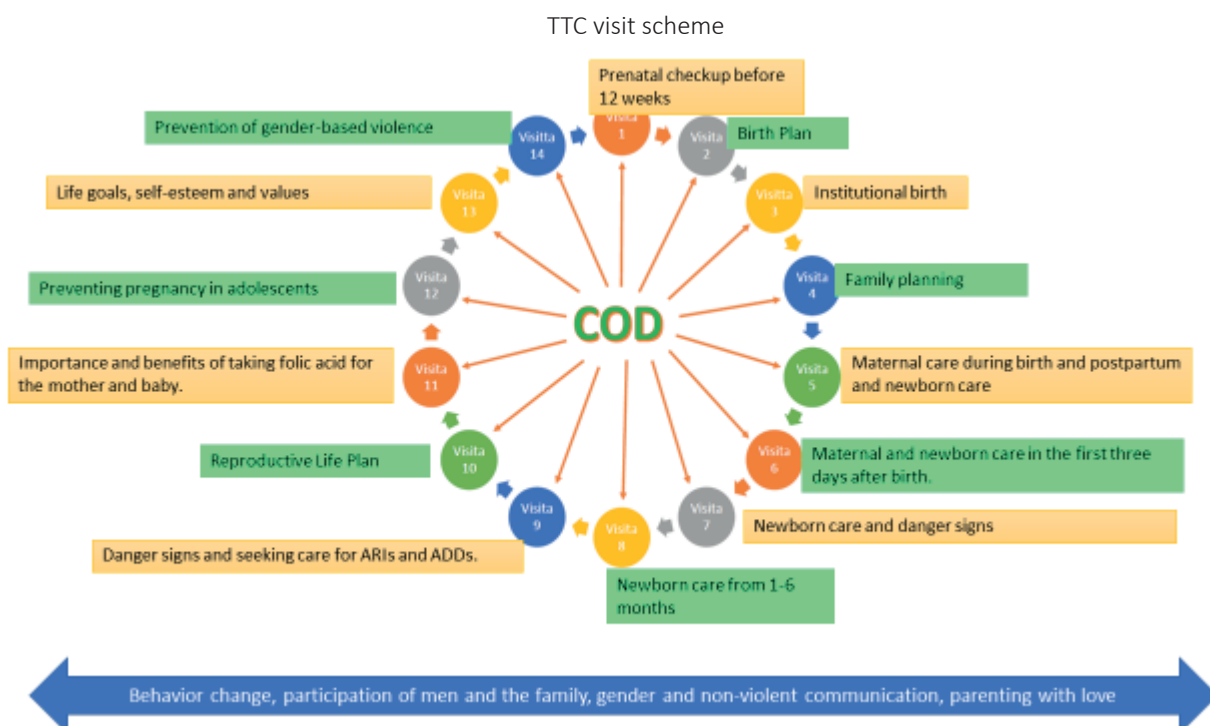 TTC visit scheme
Prenatal checkup before
12 weeks
Visita
1
Birth Plan
Visita
2
Institutional birth
Visitta
3
Family planning
Visita
4
Maternal care during birth and postpartum
and newborn care
Visita
5
Maternal and newborn care in the first three
days after birth.
Visita
6
Newborn care and danger signs
Visita
7
Newborn care from 1-6
months
Visita
8
Danger signs and seeking care for ARIs and ADDs.
Visita
9
Reproductive Life Plan
Visita
10
Importance and benefits of taking folic acid for
the mother and baby.
Visita
11
Preventing pregnancy in adolescents
Visita
12
Life goals, self-esteem and values
Visita
13
Prevention of gender-based violence
Visitta
14
COD
Behavior change, participation of men and the family, gender and non-violent communication, parenting with love